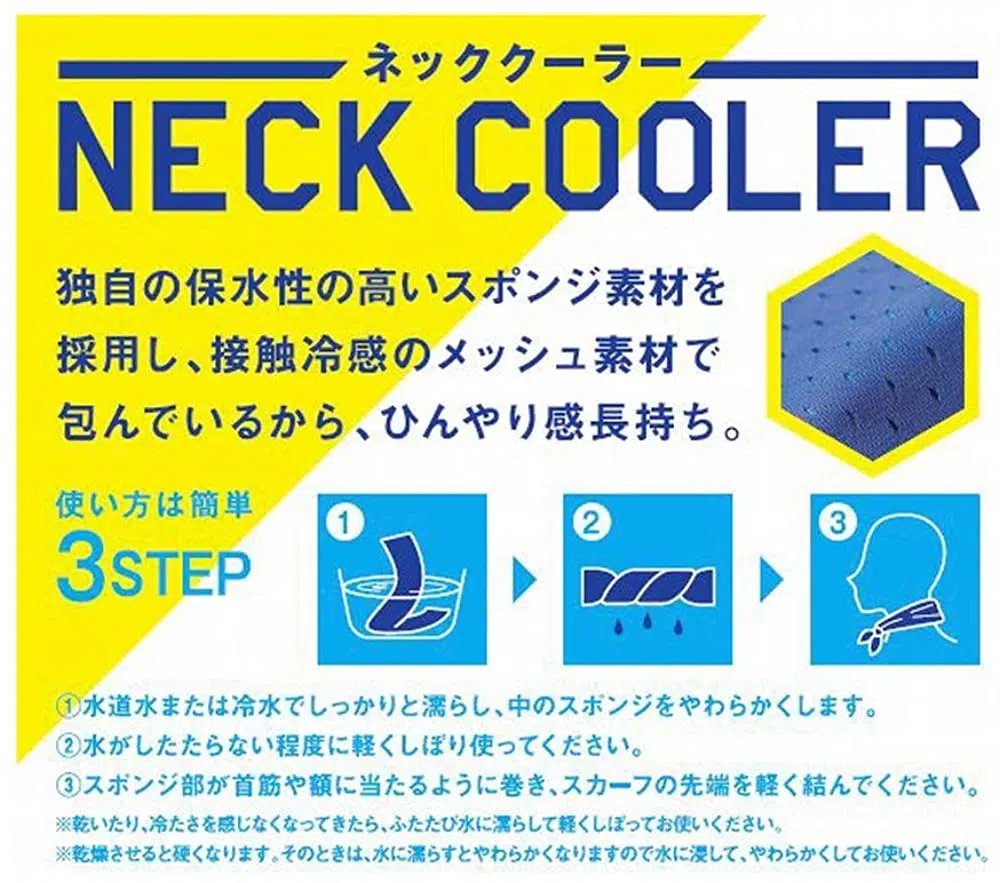 ネッククーラー
NECK COOLER
独自の保水性の高いスポンジ素材を
採用し、接触冷感のメッシュ素材で
包んでいるから、ひんやり感長持ち。
使い方は簡単
3STEP
1
2
3
①水道水または冷水でしっかりと濡らし、中のスポンジをやわらかくします。
②水がしたたらない程度に軽くしぼり使ってください。
③スポンジ部が首筋や額に当たるように巻き、スカーフの先端を軽く結んでください。
※乾いたり、冷たさを感じなくなってきたら、ふたたび水に濡らして軽くしぼってお使いください。
※乾燥させると硬くなります。そのときは、水に濡らすとやわらかくなりますので水に浸して、やわらかくしてお使いください。